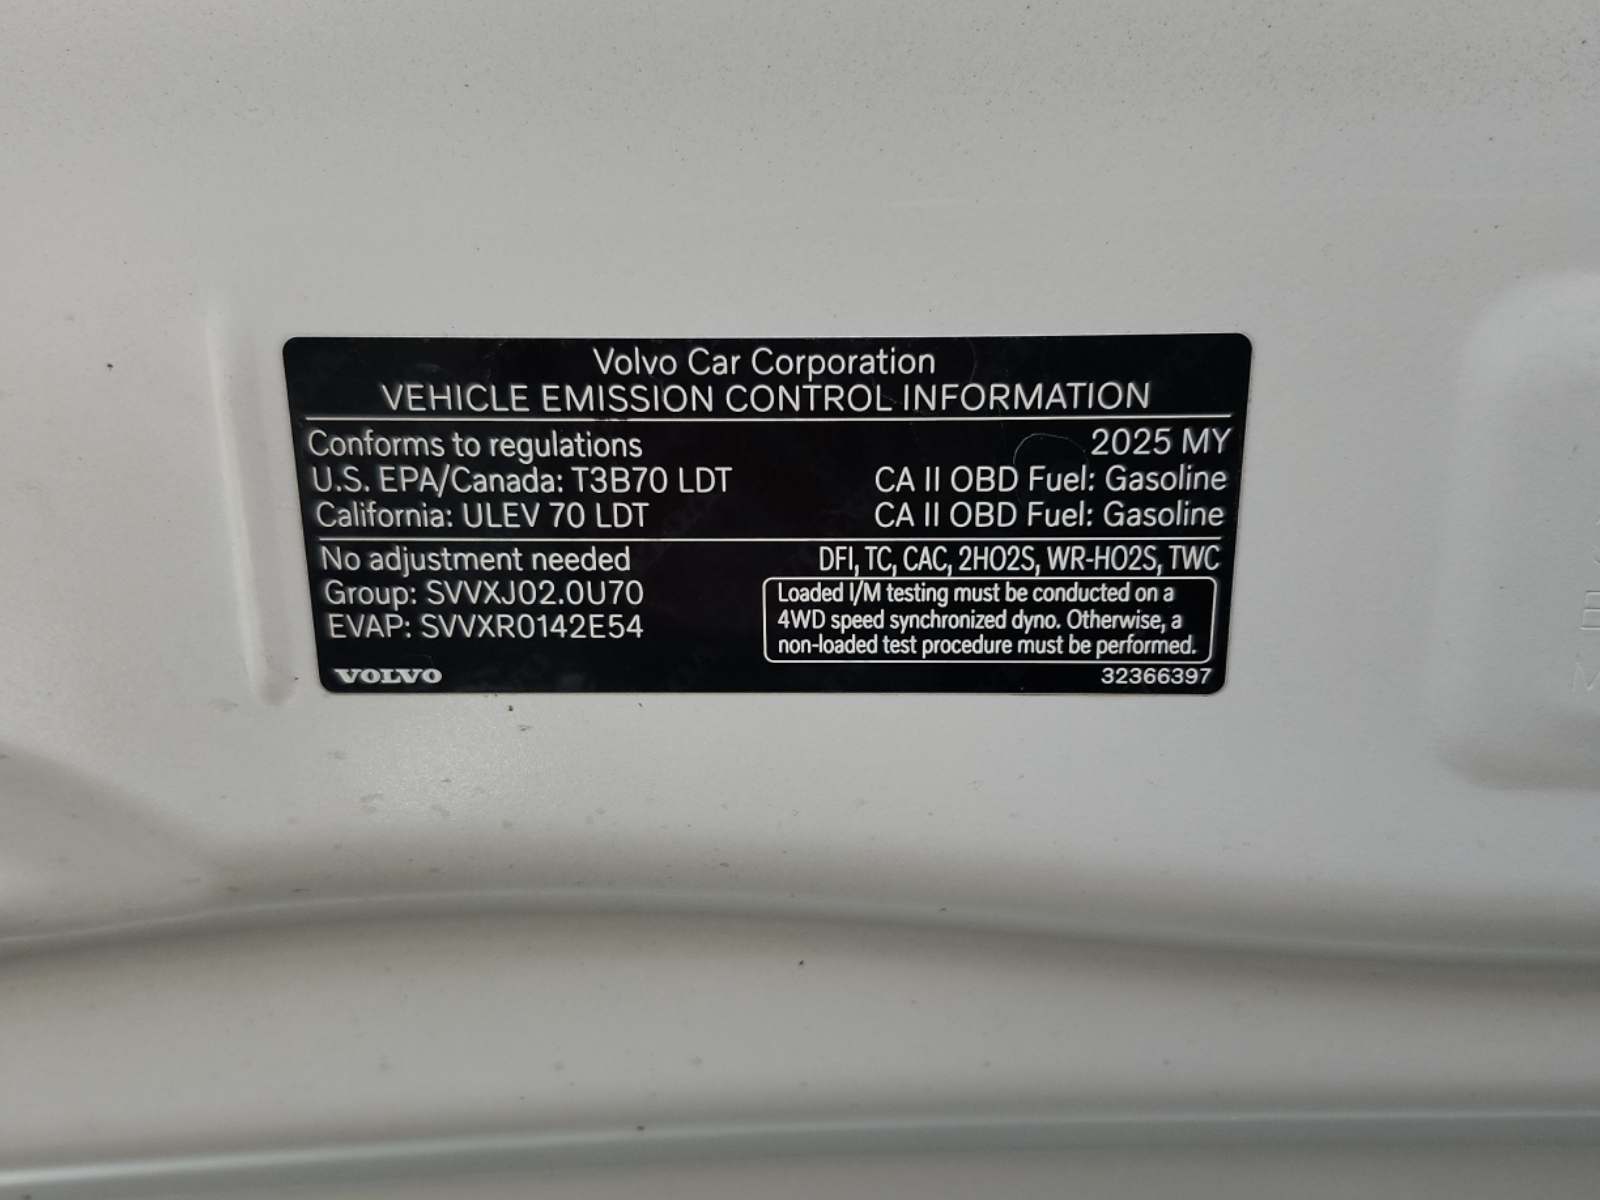 Volvo Car Corporation
VEHICLE EMISSION CONTROL INFORMATION
Conforms to regulations 2025 MY
U.S. EPA/Canada: T3B70 LDT CA II OBD Fuel: Gasoline
California: ULEV 70 LDT CA II OBD Fuel: Gasoline
No adjustment needed DFI, TC, CAC, 2HO2S, WR-HO2S, TWC
Group: SVVXJ02.0U70
EVAP: SVVXR0142E54
Loaded I/M testing must be conducted on a
4WD speed synchronized dyno. Otherwise, a
non-loaded test procedure must be performed.
VOLVO 32366397